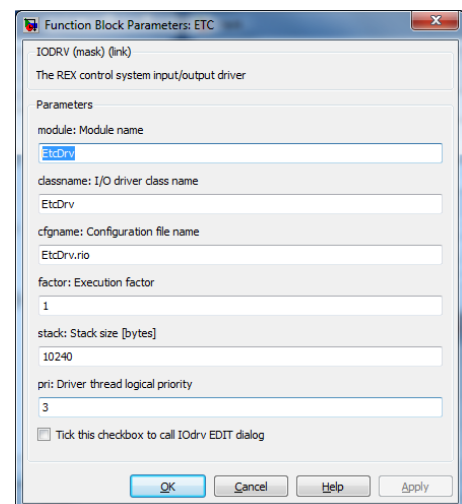 Function Block Parameters: ETC
IODRV (mask) (link)
The REX control system input/output driver
Parameters
module: Module name
EtcDrv
classname: I/O driver class name
EtcDrv
cfgname: Configuration file name
EtcDrv.rio
factor: Execution factor
1
stack: Stack size [bytes]
10240
pri: Driver thread logical priority
3
Tick this checkbox to call IOdrv EDIT dialog
OK Cancel Help Apply